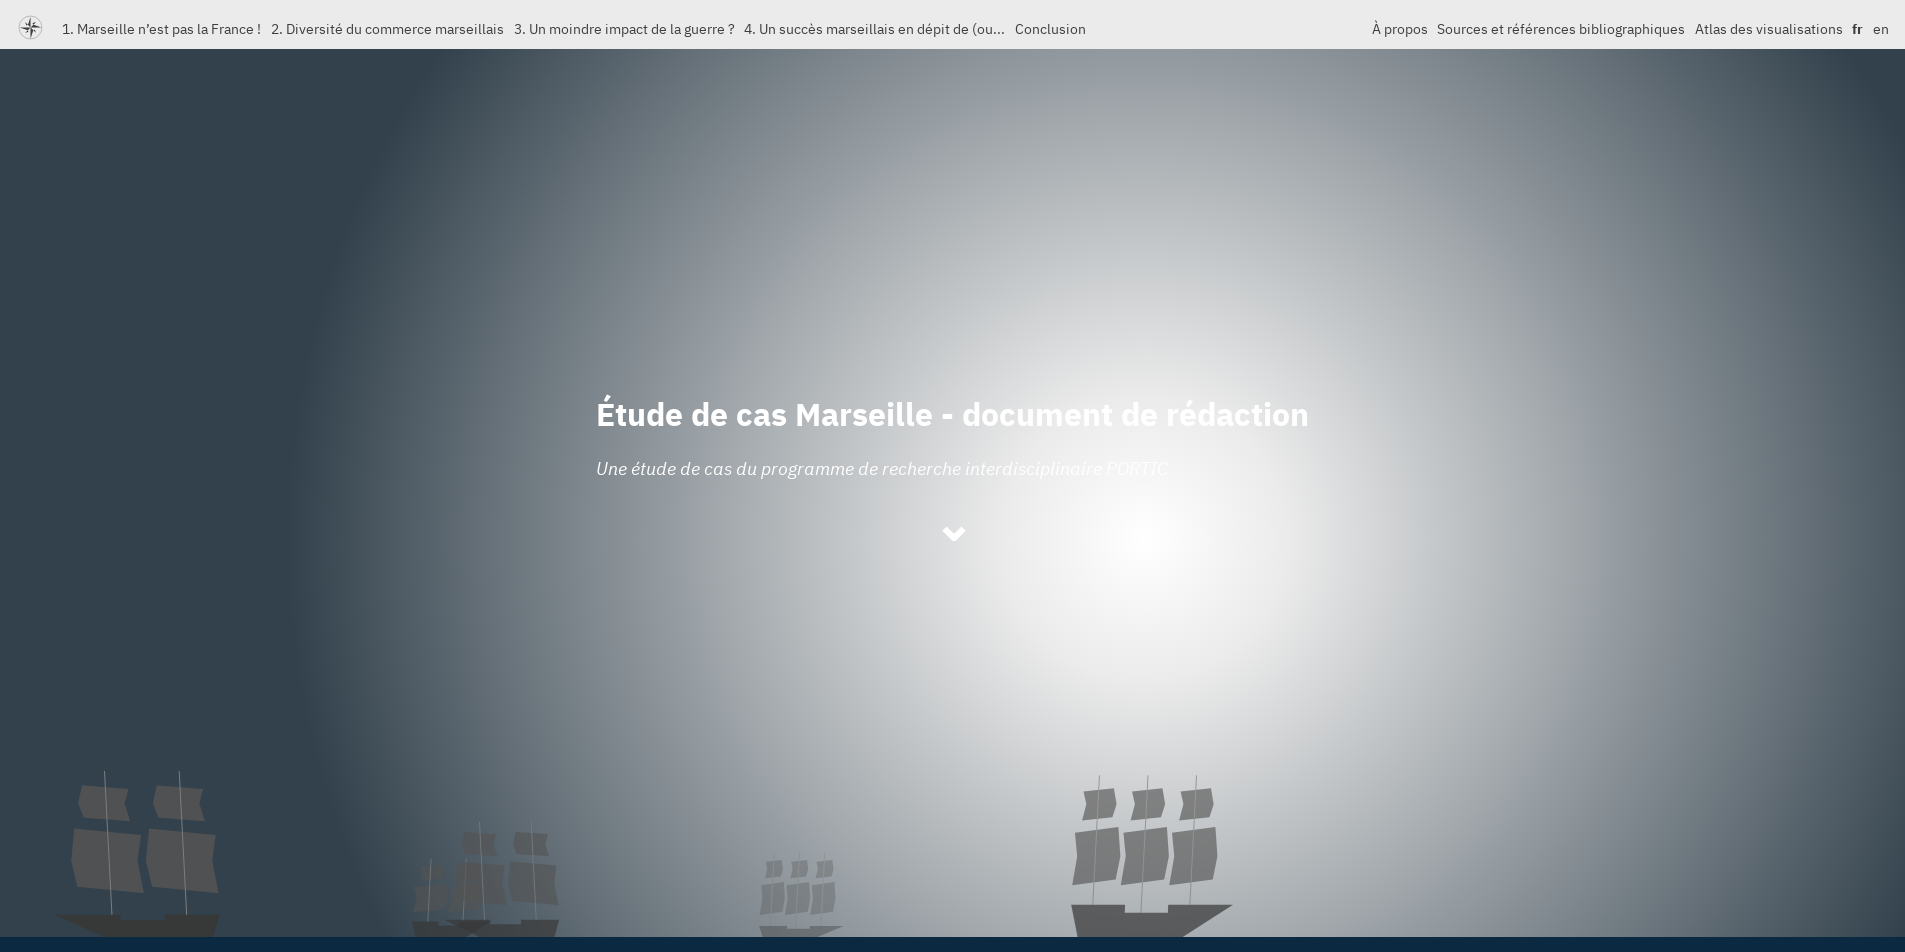 1. Marseille n’est pas la France ! 2. Diversité du commerce marseillais 3. Un moindre impact de la guerre ? 4. Un succès marseillais en dépit de (ou... Conclusion À propos Sources et références bibliographiques Atlas des visualisations fr en
Étude de cas Marseille - document de rédaction
Une étude de cas du programme de recherche interdisciplinaire PORTIC